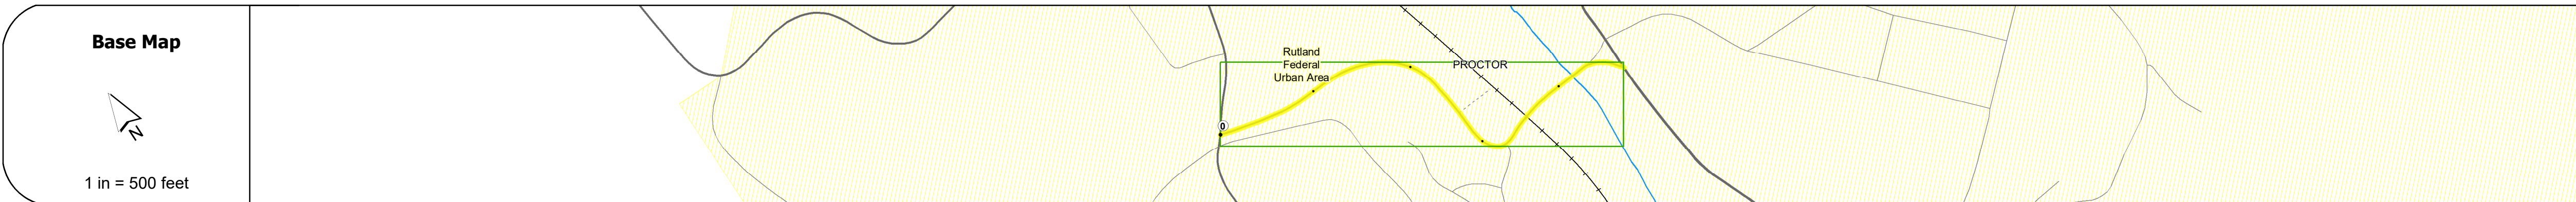 Base Map
N
1 in = 500 feet
Rutland
Federal
Urban Area
PROCTOR
0